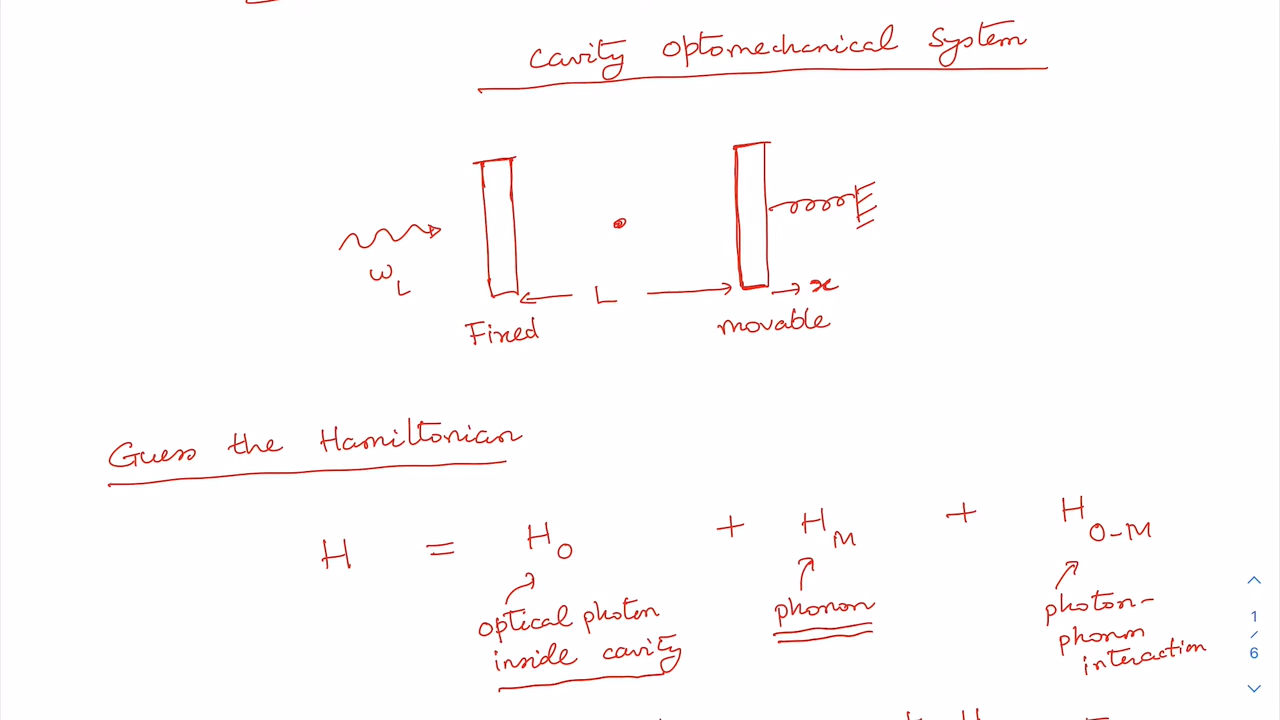 Cavity Optomechanical System
ω_L
L
x
Fixed
movable
Guess the Hamiltonian
H = H_O + H_M + H_O-M
optical photon
inside cavity
phonon
photon-
phonon
interaction
1
/
6